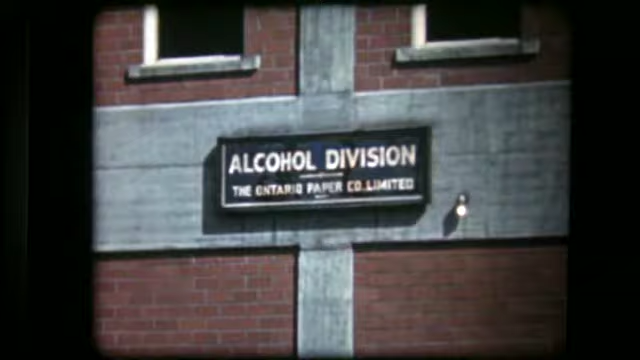 ALCOHOL DIVISION
THE ONTARIO PAPER CO. LIMITED